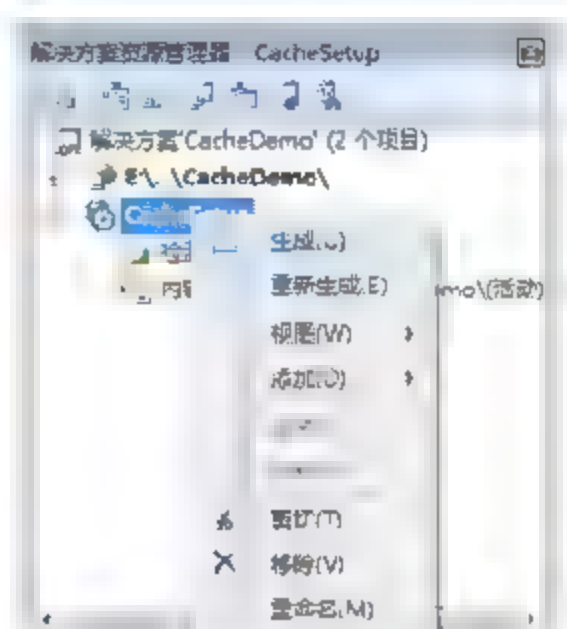 解决方案资源管理器 CacheSetup
解决方案'CacheDemo' (2 个项目)
E:\...\CacheDemo\
生成(U)
重新生成(E)
mo\(活动)
视图(W)
添加(D)
剪切(T)
移除(V)
重命名(M)